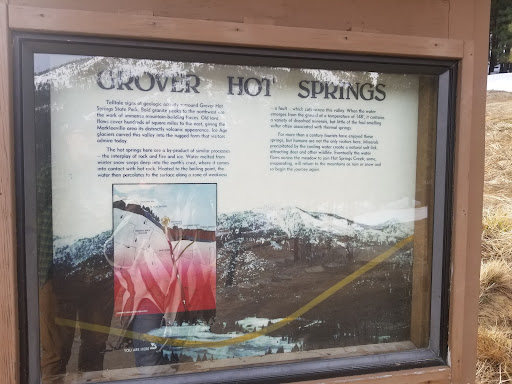 GROVER HOT SPRINGS
Telltale signs of geologic activity surround Grover Hot
Springs State Park. Bold granite peaks to the northwest are
the work of immense mountain-building forces. Old lava
flows cover hundreds of square miles to the east, giving the
Markleeville area its distinctly volcanic appearance. Ice Age
glaciers carved this valley into the rugged form that visitors
admire today.
The hot springs here are a by-product of similar processes
– the interplay of rock and fire and ice. Water melted from
winter snow seeps deep into the earth's crust, where it comes
into contact with hot rock. Heated to the boiling point, the
water then percolates to the surface along a zone of weakness
– a fault – which cuts across this valley. When the water
emerges from the ground at a temperature of 148°, it contains
a variety of dissolved minerals, but little of the foul smelling
sulfur often associated with thermal springs.
For more than a century tourists have enjoyed these
springs, but humans are not the only visitors here. Minerals
precipitated by the cooling water create a natural salt lick,
attracting deer and other wildlife. Eventually the water
flows across the meadow to join Hot Springs Creek; some,
evaporating, will return to the mountains as rain or snow and
so begin the journey again.
YOU ARE HERE